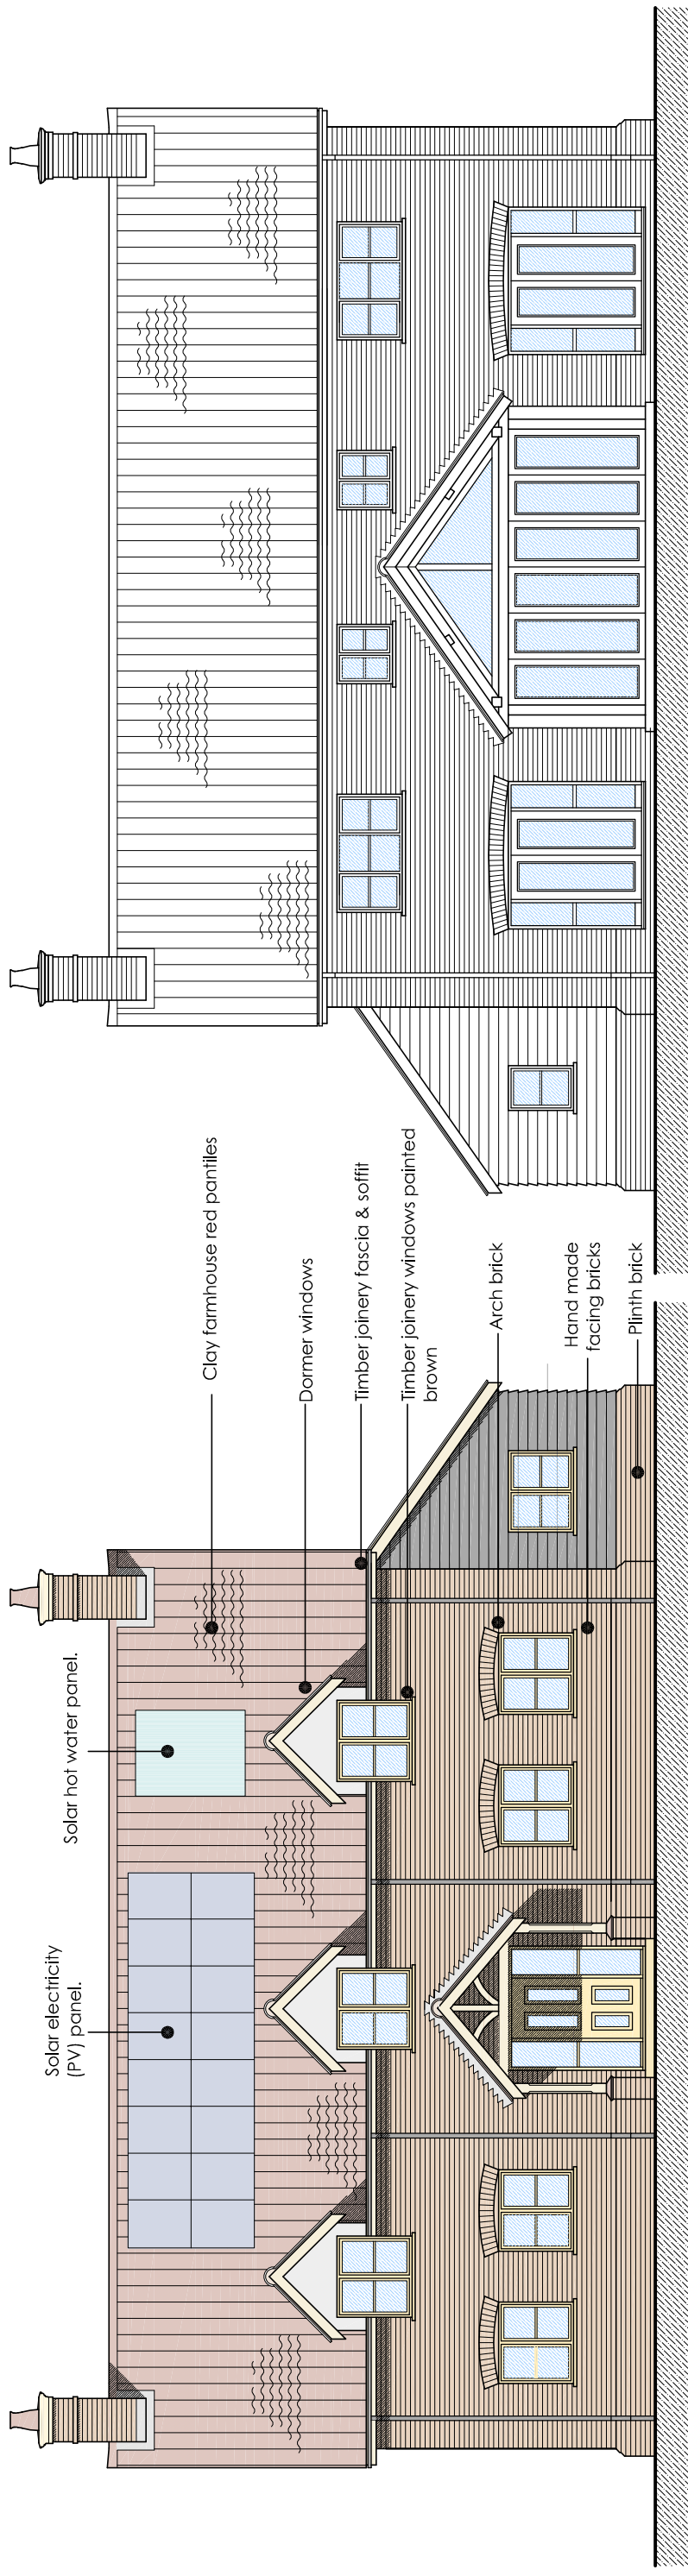 Solar electricity
(PV) panel.
Solar hot water panel.
Clay farmhouse red pantiles
Dormer windows
Timber joinery fascia & soffit
Timber joinery windows painted
brown
Arch brick
Hand made
facing bricks
Plinth brick